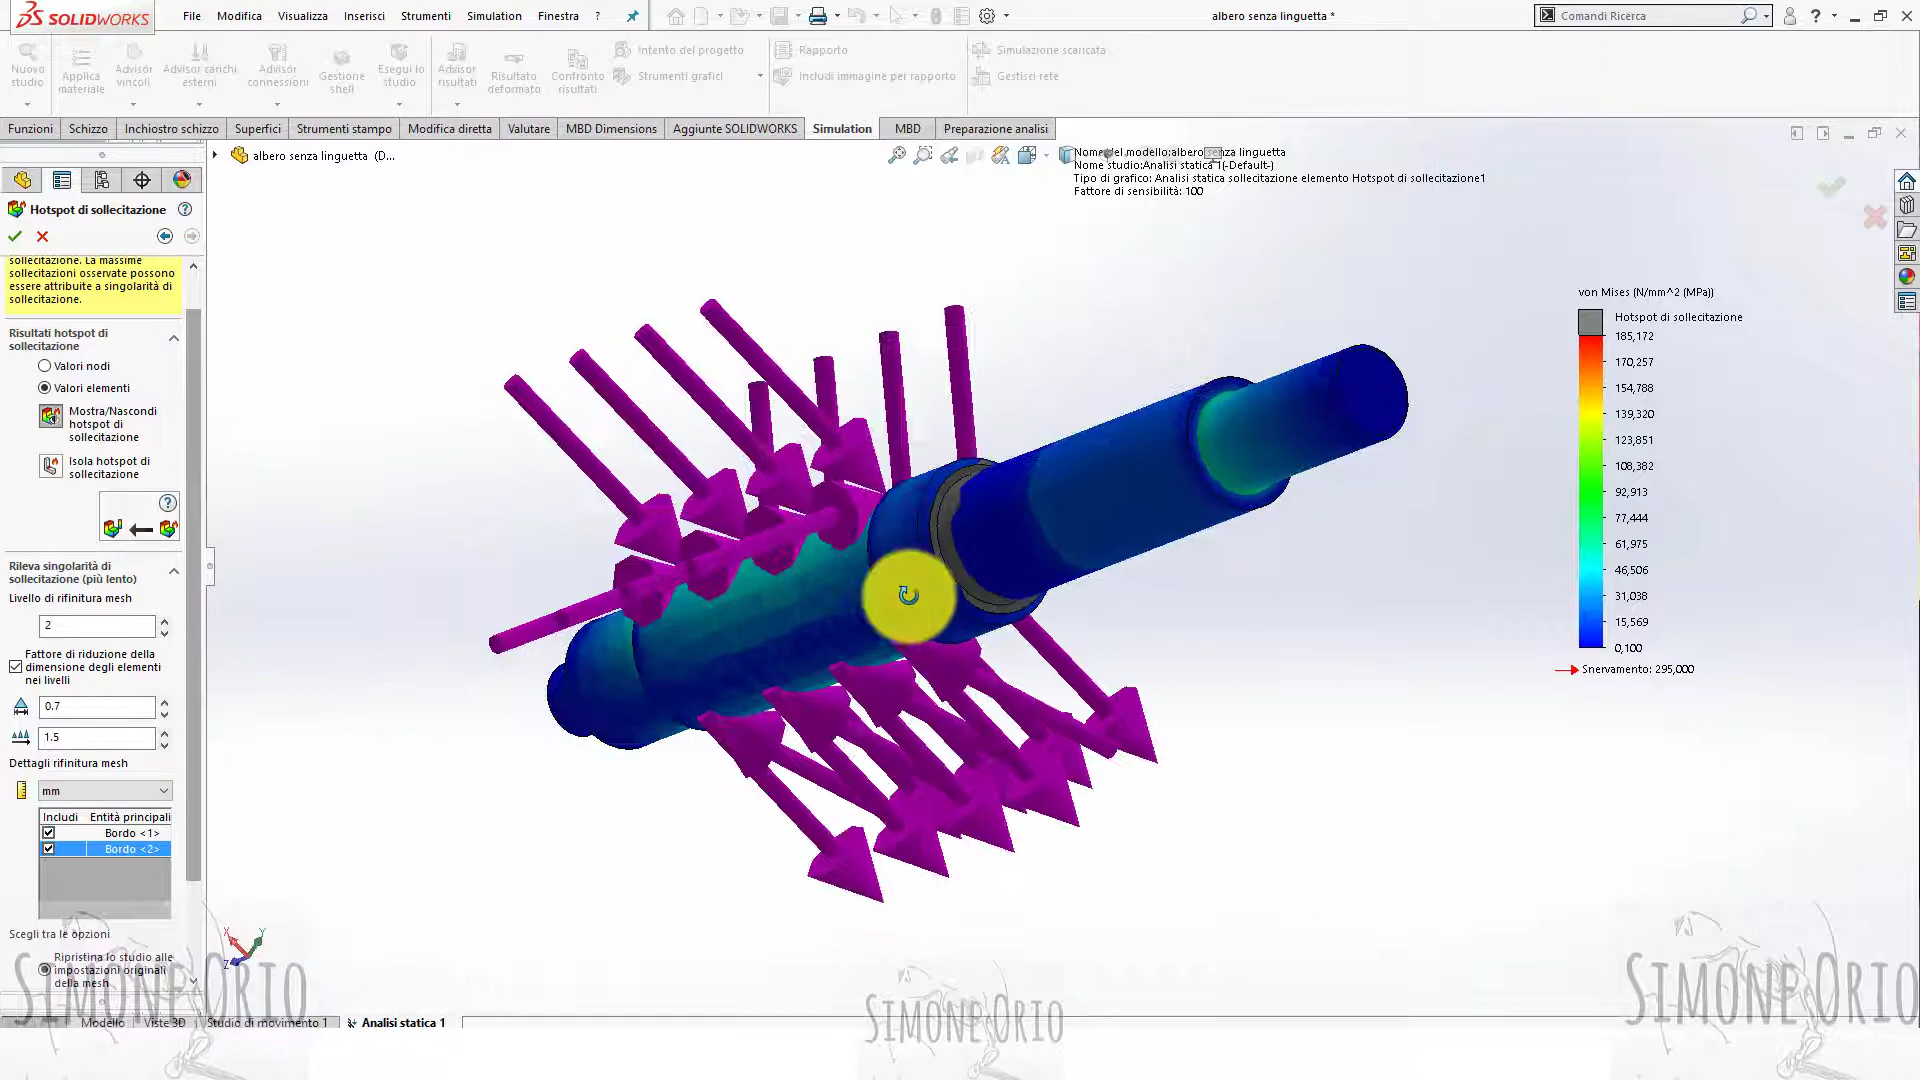 SOLIDWORKS
File Modifica Visualizza Inserisci Strumenti Simulation Finestra ?
albero senza linguetta *
Comandi Ricerca
Nuovo studio
Applica materiale
Advisor vincoli
Advisor carichi esterni
Advisor connessioni
Gestione shell
Esegui lo studio
Advisor risultati
Risultato deformato
Confronto risultati
Intento del progetto
Strumenti grafici
Rapporto
Includi immagine per rapporto
Simulazione scaricata
Gestisci rete
Funzioni Schizzo Inchiostro schizzo Superfici Strumenti stampo Modifica diretta Valutare MBD Dimensions Aggiunte SOLIDWORKS Simulation MBD Preparazione analisi
albero senza linguetta (D...
Nome del modello:albero senza linguetta
Nome studio:Analisi statica 1(-Default-)
Tipo di grafico: Analisi statica sollecitazione elemento Hotspot di sollecitazione1
Fattore di sensibilità: 100
Hotspot di sollecitazione
sollecitazione. La massime
sollecitazioni osservate possono
essere attribuite a singolarità di
sollecitazione.
Risultati hotspot di
sollecitazione
Valori nodi
Valori elementi
Mostra/Nascondi
hotspot di
sollecitazione
Isola hotspot di
sollecitazione
Rileva singolarità di
sollecitazione (più lento)
Livello di rifinitura mesh
2
Fattore di riduzione della
dimensione degli elementi
nei livelli
0.7
1.5
Dettagli rifinitura mesh
mm
Includi Entità principali
Bordo <1>
Bordo <2>
Scegli tra le opzioni
Ripristina lo studio alle
impostazioni originali
della mesh
von Mises (N/mm^2 (MPa))
Hotspot di sollecitazione
185,172
170,257
154,788
139,320
123,851
108,382
92,913
77,444
61,975
46,506
31,038
15,569
0,100
Snervamento: 295,000
X Y Z
Modello Viste 3D Studio di movimento 1 Analisi statica 1
SIMONE ORIO
SIMONE ORIO
SIMONE ORIO